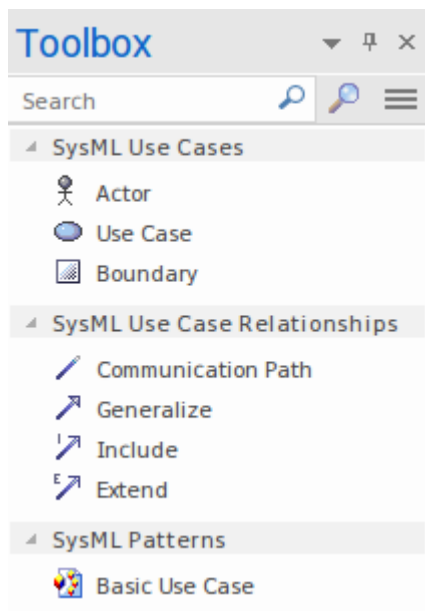 Toolbox
Search
SysML Use Cases
Actor
Use Case
Boundary
SysML Use Case Relationships
Communication Path
Generalize
I
Include
E
Extend
SysML Patterns
Basic Use Case